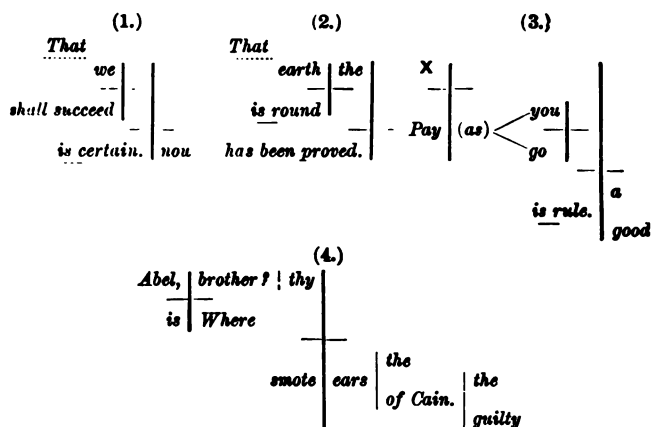 (1.) (2.) (3.)
That That
we earth the X
shall succeed is round Pay (as) you
is certain. nou has been proved. go
a
is rule.
good
(4.)
Abel, brother? thy
is Where
the
smote ears
of Cain. the
guilty